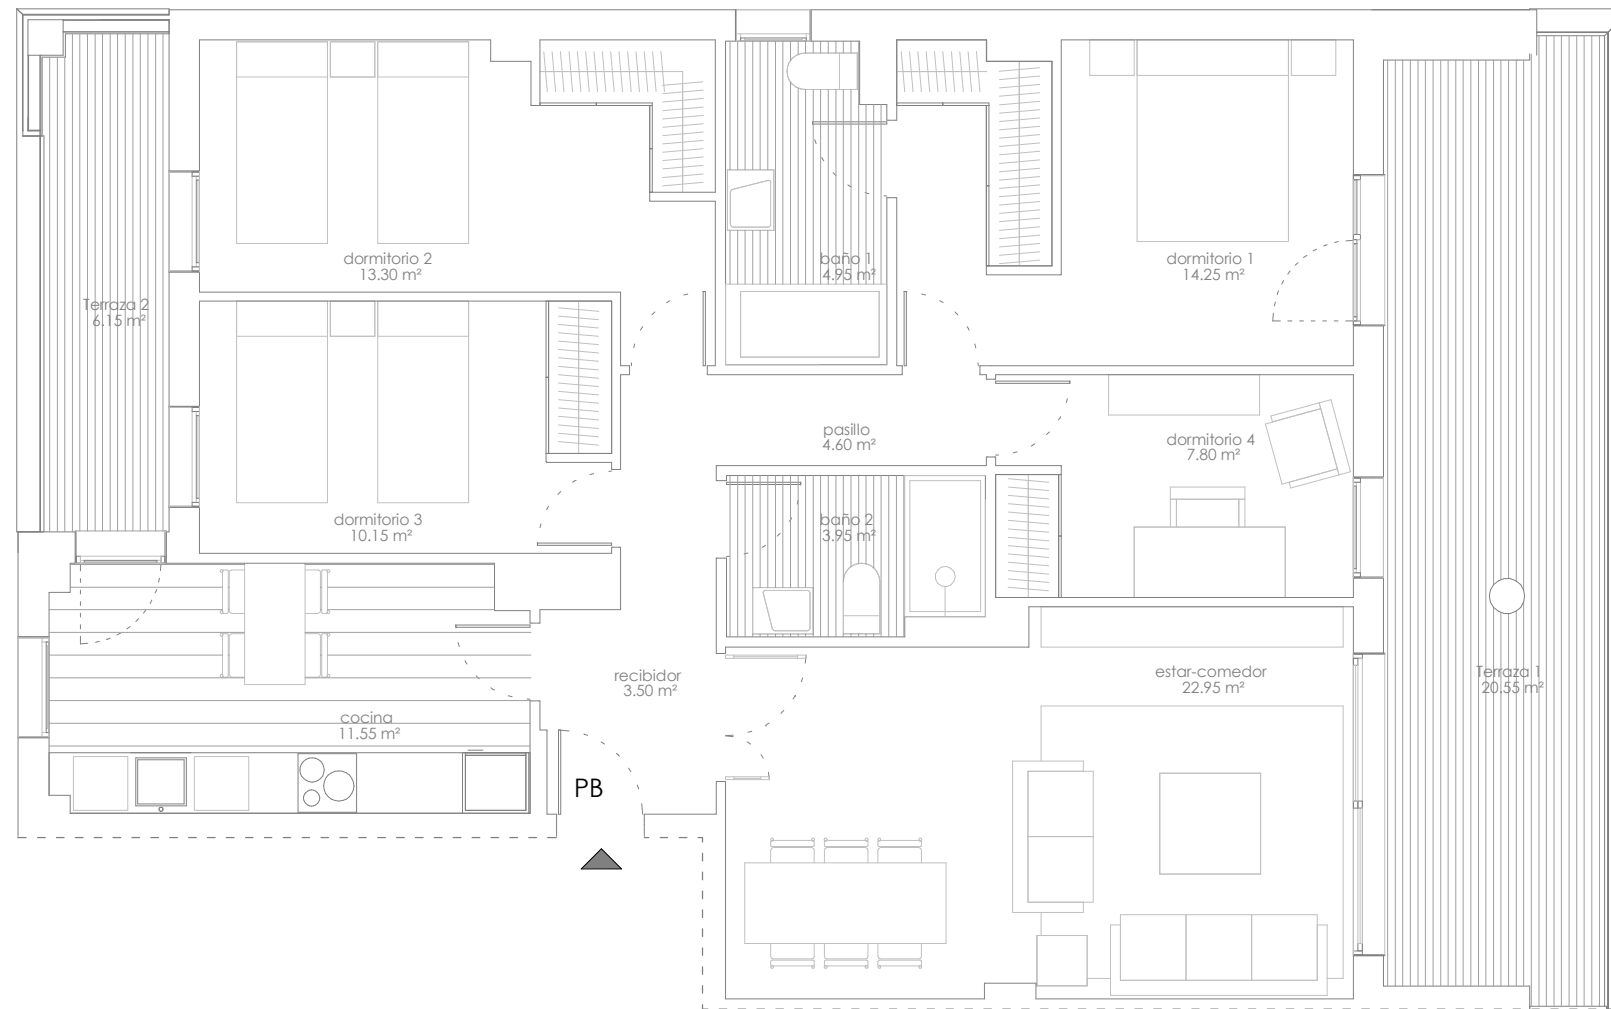 dormitorio 2
13.30 m²
baño 1
4.95 m²
dormitorio 1
14.25 m²
Terraza 2
6.15 m²
pasillo
4.60 m²
dormitorio 4
7.80 m²
dormitorio 3
10.15 m²
baño 2
3.95 m²
recibidor
3.50 m²
estar-comedor
22.95 m²
Terraza 1
20.55 m²
cocina
11.55 m²
PB